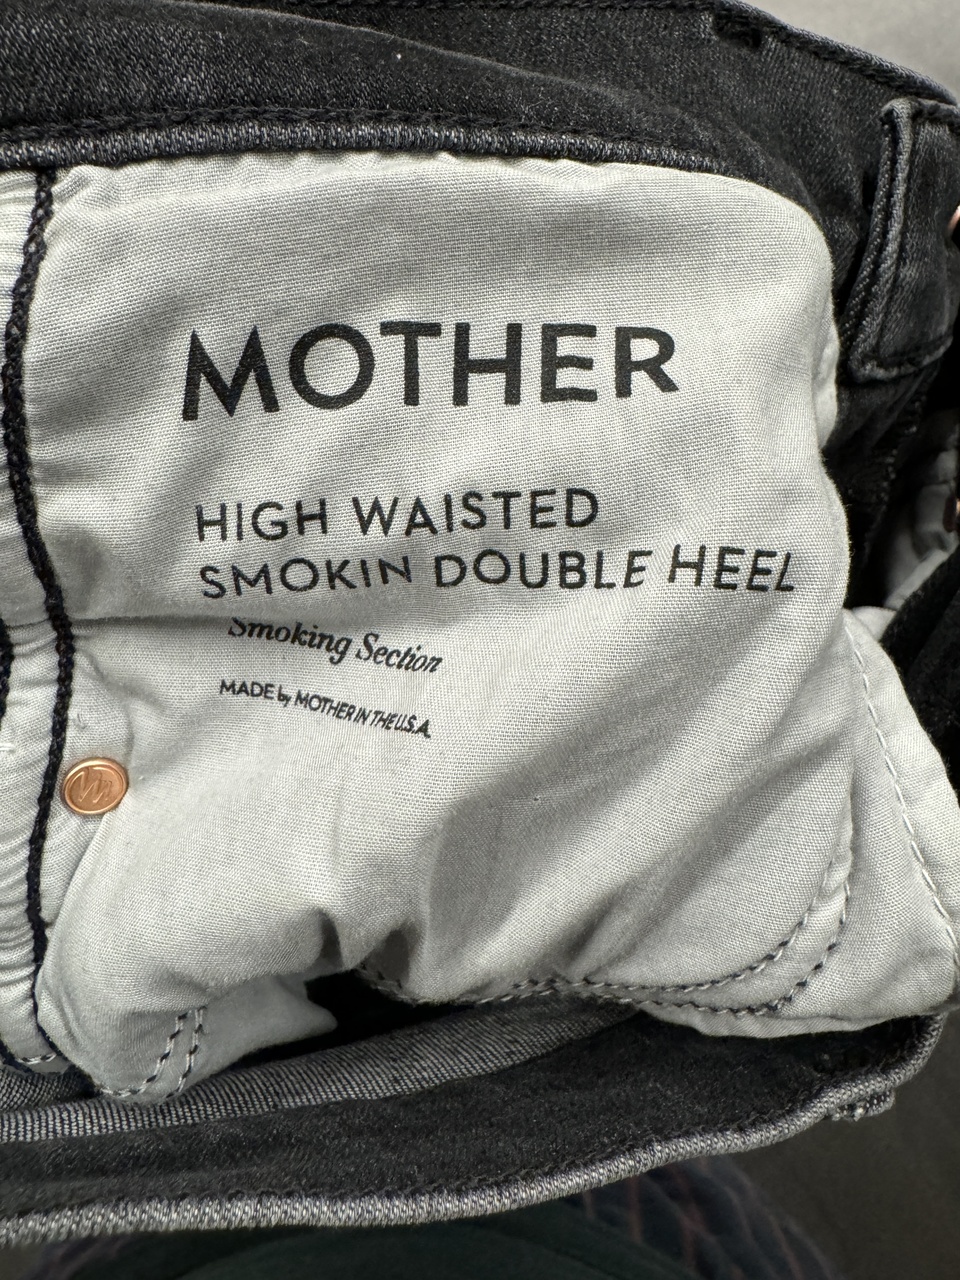 MOTHER
HIGH WAISTED
SMOKIN DOUBLE HEEL
Smoking Section
MADE by MOTHER IN THE U.S.A.